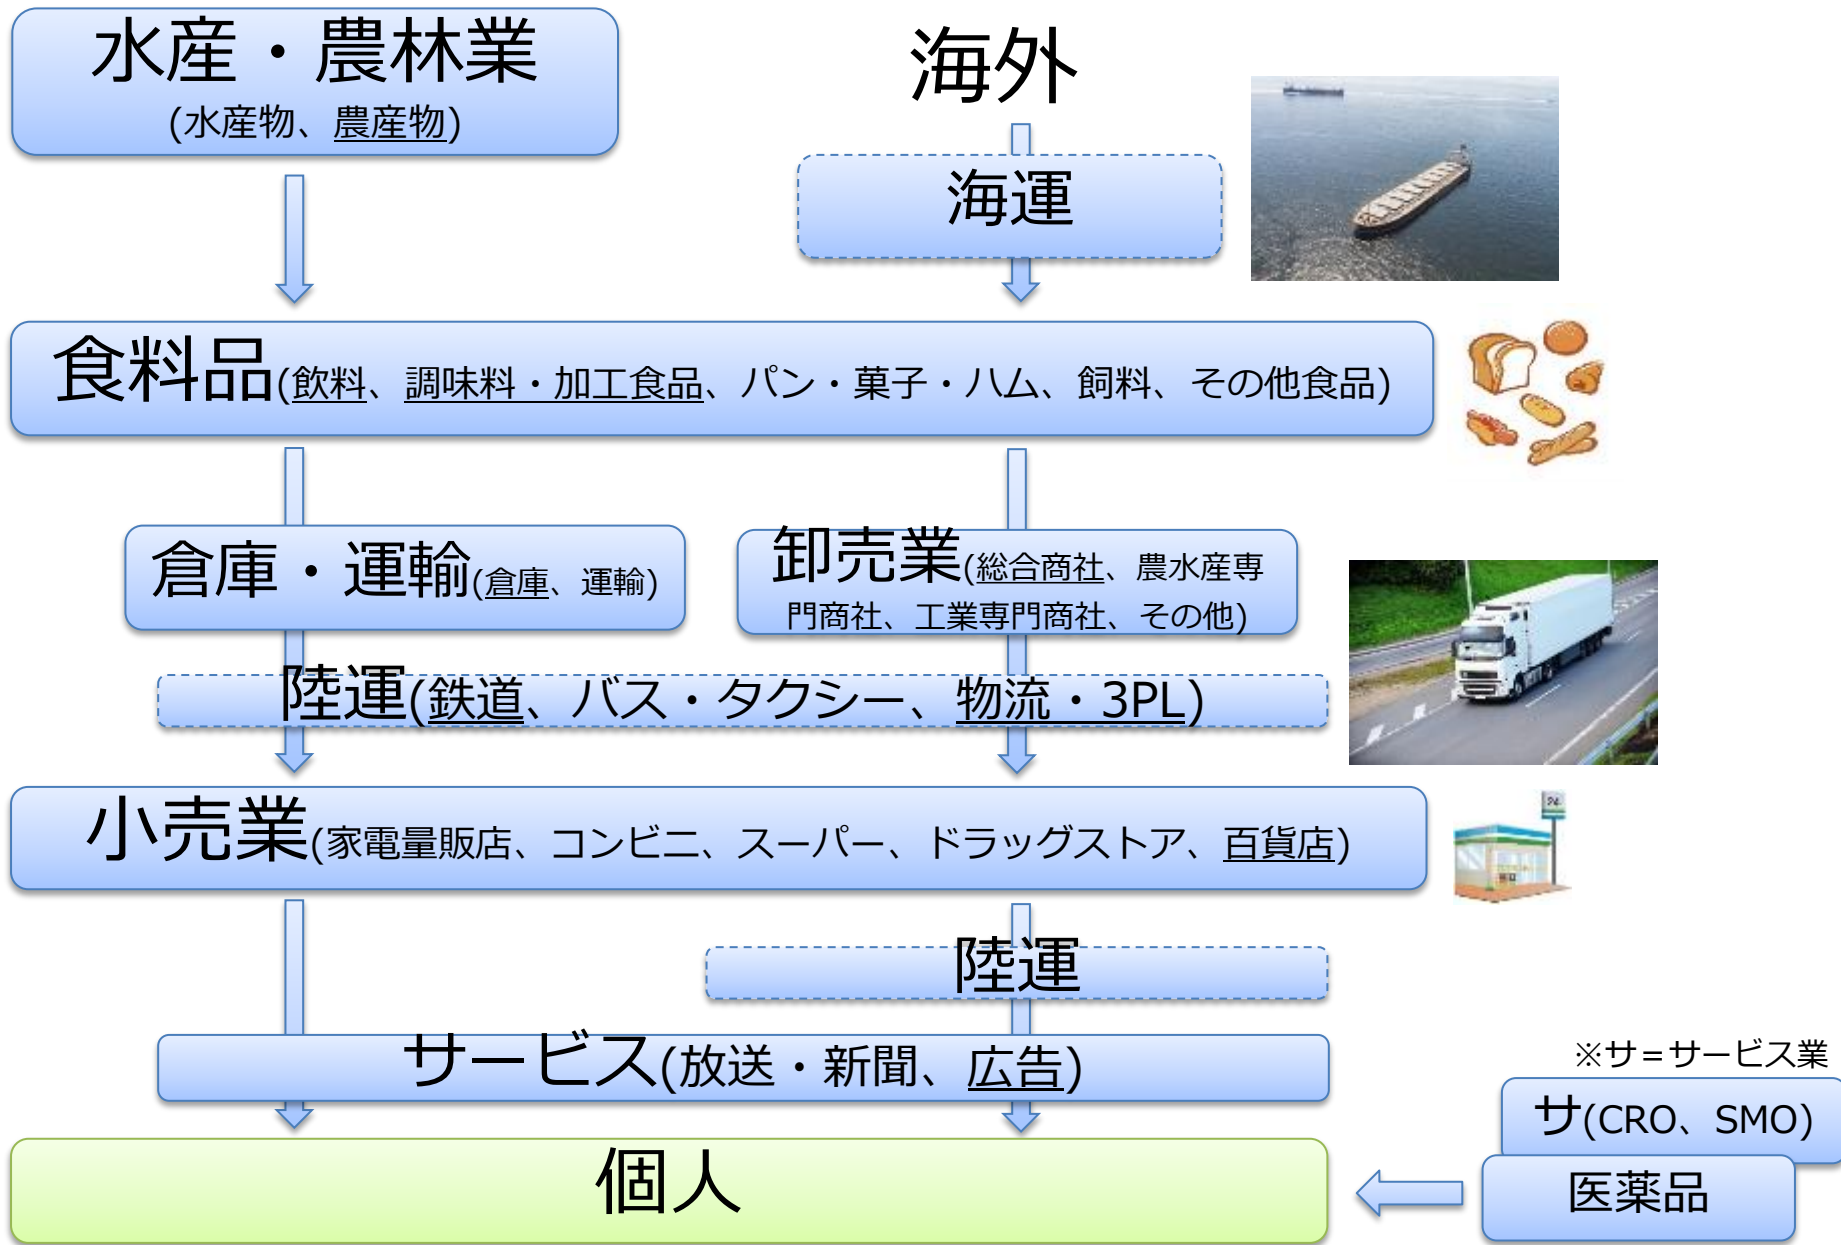 水産・農林業
(水産物、農産物)
海外
海運
食料品(飲料、調味料・加工食品、パン・菓子・ハム、飼料、その他食品)
倉庫・運輸(倉庫、運輸)
卸売業(総合商社、農水産専
門商社、工業専門商社、その他)
陸運(鉄道、バス・タクシー、物流・3PL)
小売業(家電量販店、コンビニ、スーパー、ドラッグストア、百貨店)
陸運
サービス(放送・新聞、広告)
※サ=サービス業
サ(CRO、SMO)
医薬品
個人